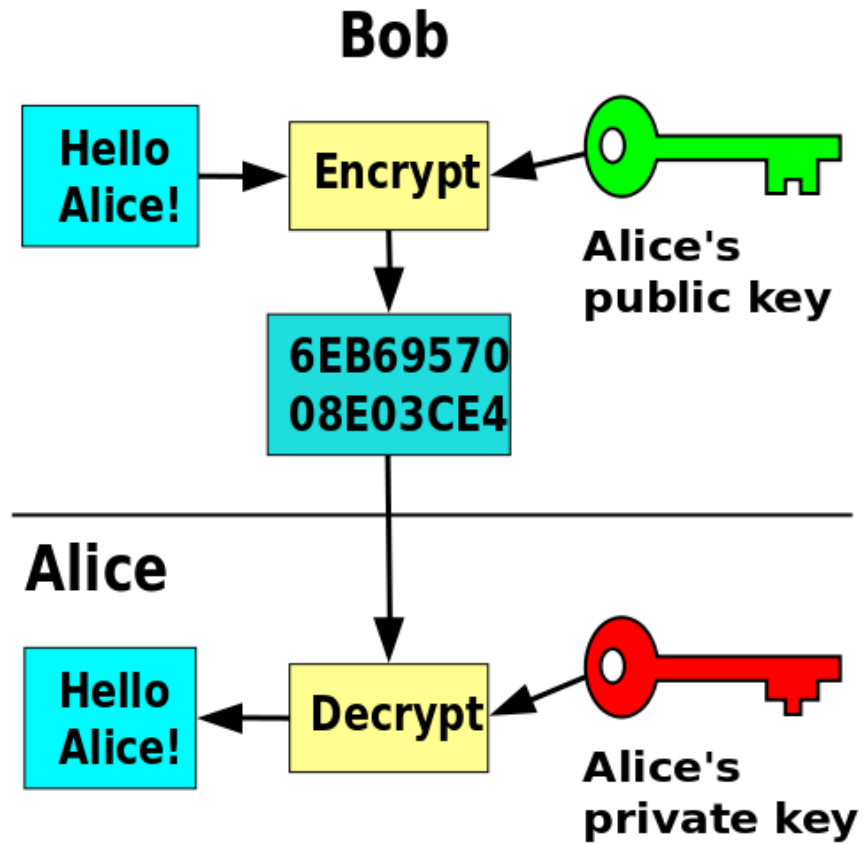 Bob
Hello
Alice!
Encrypt
Alice's
public key
6EB69570
08E03CE4
Alice
Hello
Alice!
Decrypt
Alice's
private key